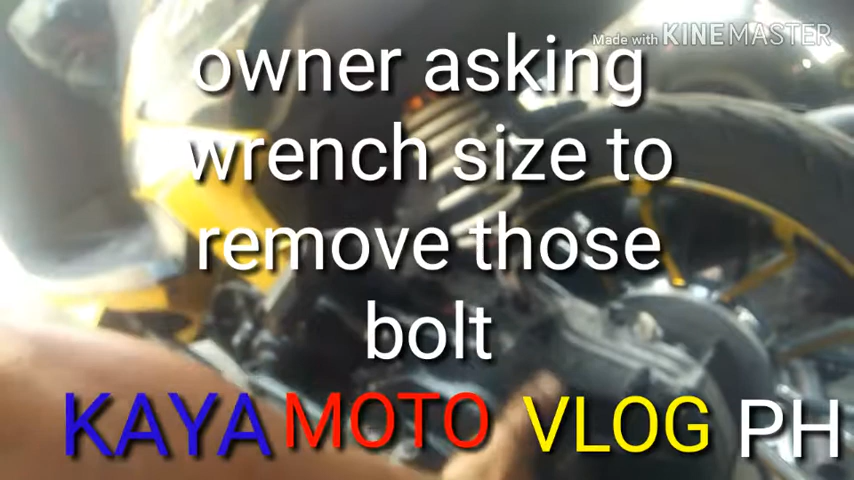 Made with KINEMASTER
owner asking
wrench size to
remove those
bolt
KAYA MOTO VLOG PH